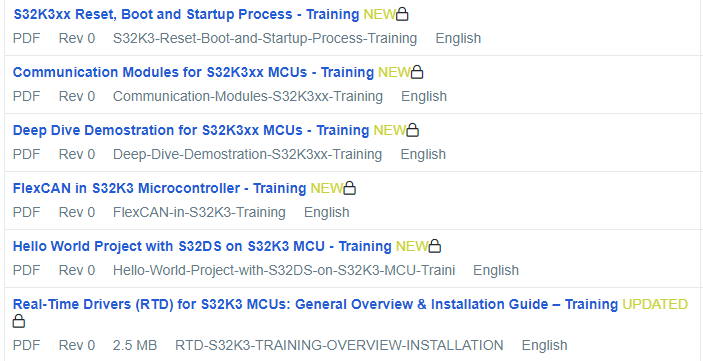 S32K3xx Reset, Boot and Startup Process - Training NEW
PDF Rev 0 S32K3-Reset-Boot-and-Startup-Process-Training English
Communication Modules for S32K3xx MCUs - Training NEW
PDF Rev 0 Communication-Modules-S32K3xx-Training English
Deep Dive Demostration for S32K3xx MCUs - Training NEW
PDF Rev 0 Deep-Dive-Demostration-S32K3xx-Training English
FlexCAN in S32K3 Microcontroller - Training NEW
PDF Rev 0 FlexCAN-in-S32K3-Training English
Hello World Project with S32DS on S32K3 MCU - Training NEW
PDF Rev 0 Hello-World-Project-with-S32DS-on-S32K3-MCU-Traini English
Real-Time Drivers (RTD) for S32K3 MCUs: General Overview & Installation Guide – Training UPDATED
PDF Rev 0 2.5 MB RTD-S32K3-TRAINING-OVERVIEW-INSTALLATION English